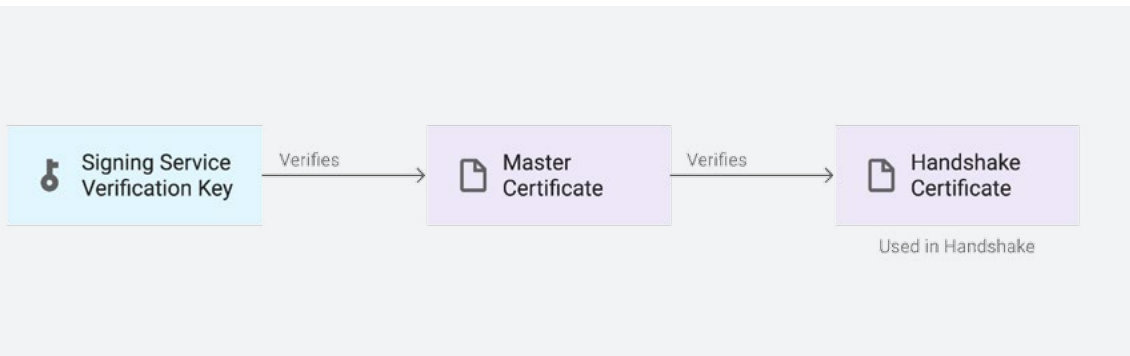 Signing Service
Verification Key
Verifies
Master
Certificate
Verifies
Handshake
Certificate
Used in Handshake